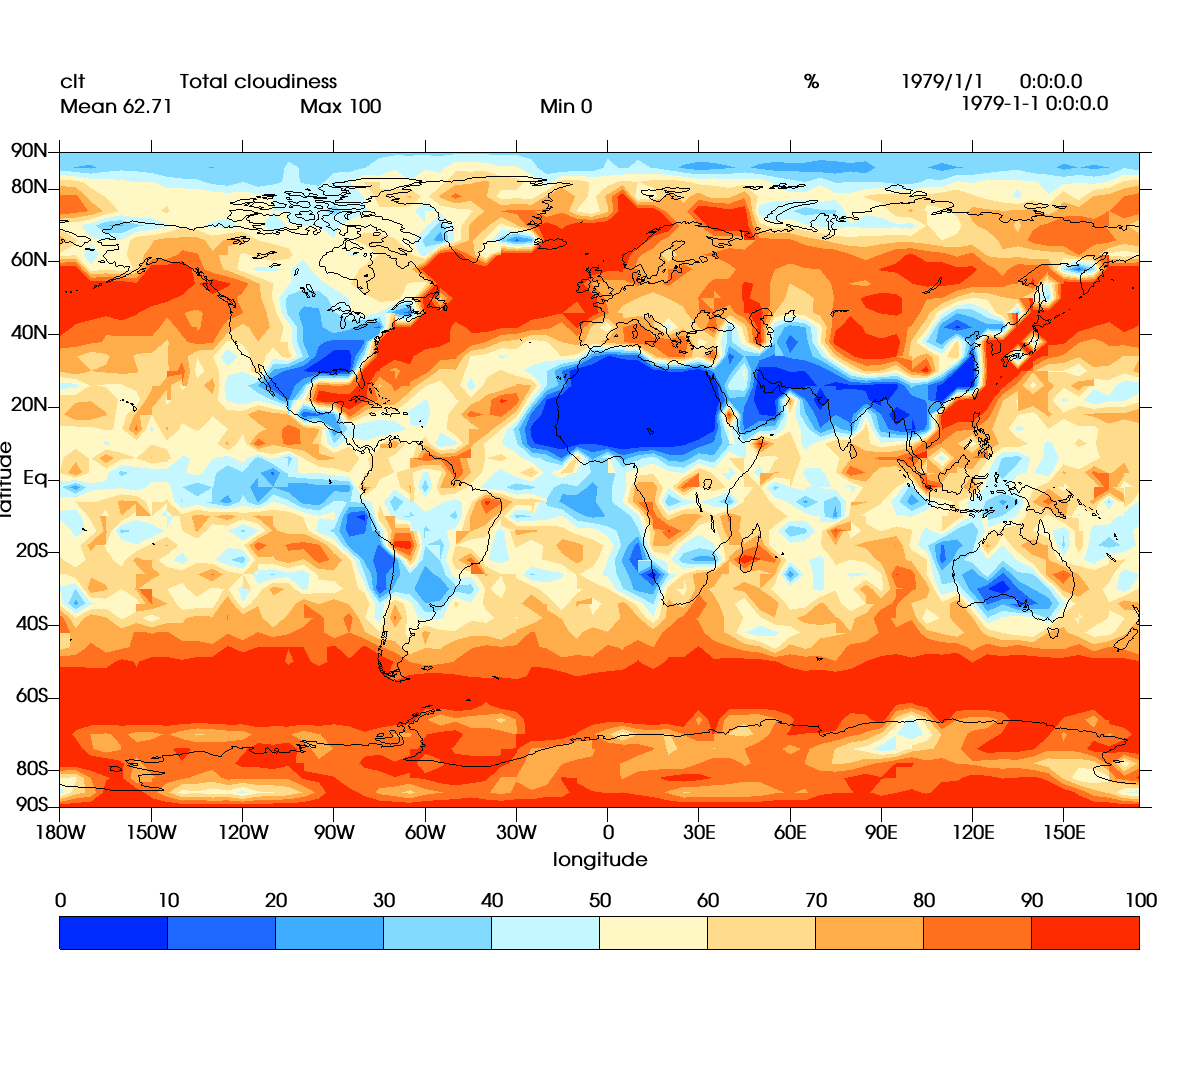 clt Total cloudiness % 1979/1/1 0:0:0.0
Mean 62.71 Max 100 Min 0 1979-1-1 0:0:0.0
90N
80N
60N
40N
20N
Eq
20S
40S
60S
80S
90S
latitude
180W 150W 120W 90W 60W 30W 0 30E 60E 90E 120E 150E
longitude
0 10 20 30 40 50 60 70 80 90 100